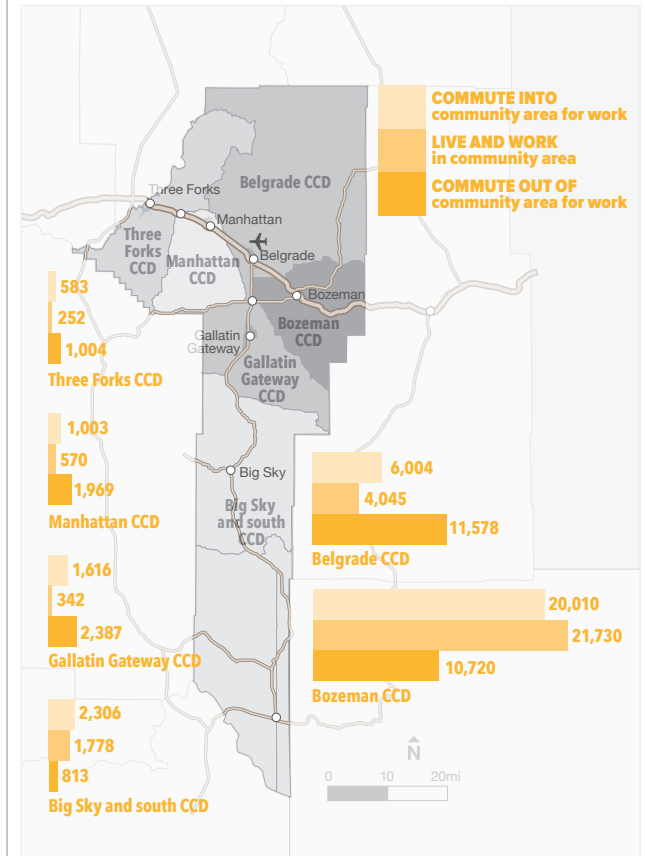 COMMUTE INTO
community area for work
LIVE AND WORK
in community area
COMMUTE OUT OF
community area for work
Belgrade CCD
Three Forks
Manhattan
Three
Forks
CCD
Manhattan
CCD
Belgrade
Bozeman
Bozeman
CCD
Gallatin
Gateway
Gallatin
Gateway
CCD
Big Sky
Big Sky
and south
CCD
583
252
1,004
Three Forks CCD
1,003
570
1,969
Manhattan CCD
1,616
342
2,387
Gallatin Gateway CCD
2,306
1,778
813
Big Sky and south CCD
6,004
4,045
11,578
Belgrade CCD
20,010
21,730
10,720
Bozeman CCD
N
0 10 20mi